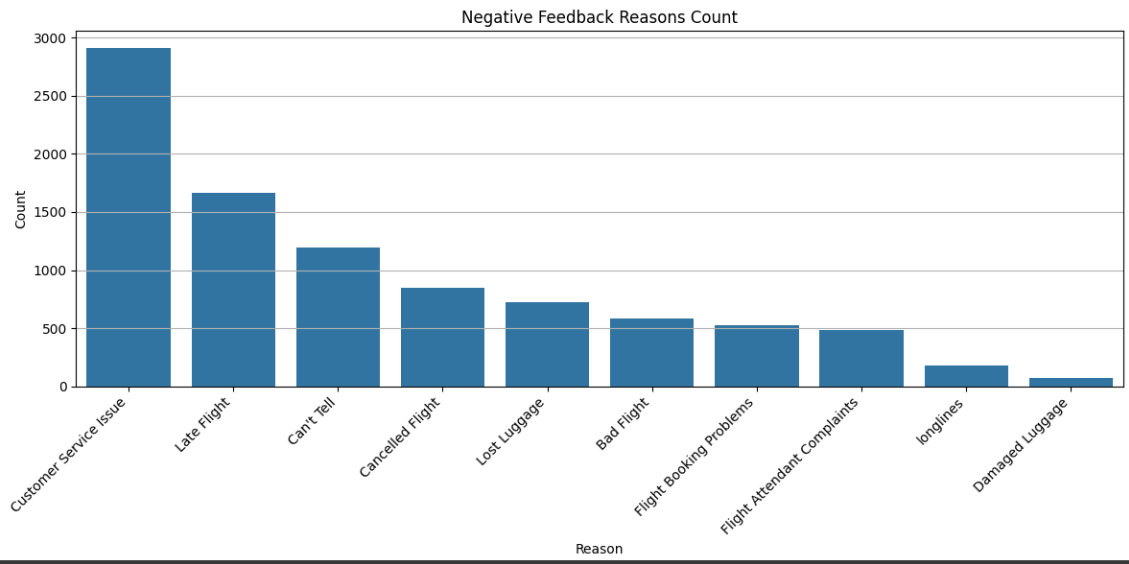 Negative Feedback Reasons Count
3000
2500
2000
1500
1000
500
0
Count
Customer Service Issue
Late Flight
Can't Tell
Cancelled Flight
Lost Luggage
Bad Flight
Flight Booking Problems
Flight Attendant Complaints
longlines
Damaged Luggage
Reason